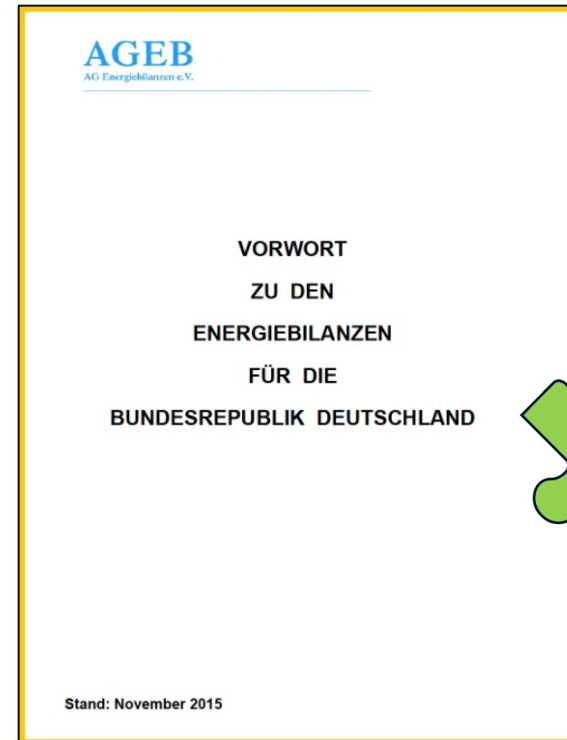 AGEB
AG Energiebilanzen e.V.
VORWORT
ZU DEN
ENERGIEBILANZEN
FÜR DIE
BUNDESREPUBLIK DEUTSCHLAND
Stand: November 2015